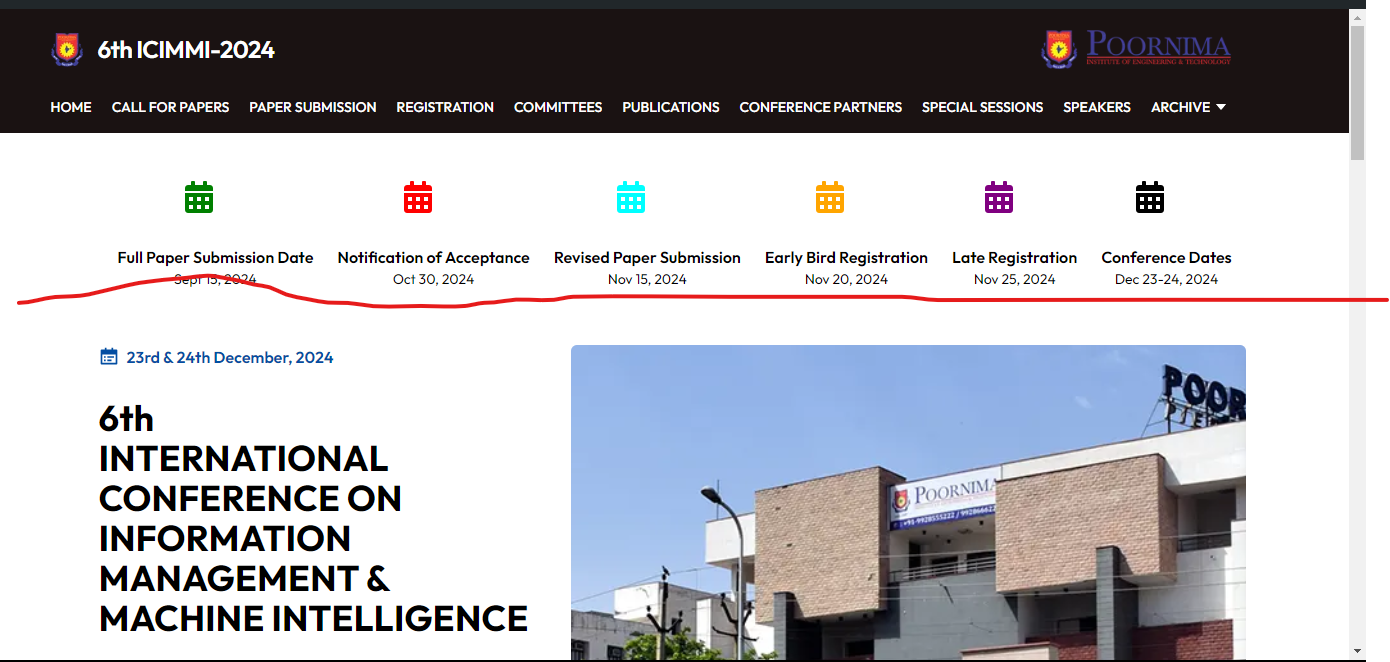 6th ICIMMI-2024
POORNIMA
INSTITUTE OF ENGINEERING & TECHNOLOGY
HOME CALL FOR PAPERS PAPER SUBMISSION REGISTRATION COMMITTEES PUBLICATIONS CONFERENCE PARTNERS SPECIAL SESSIONS SPEAKERS ARCHIVE
Full Paper Submission Date Notification of Acceptance Revised Paper Submission Early Bird Registration Late Registration Conference Dates
Sept 15, 2024 Oct 30, 2024 Nov 15, 2024 Nov 20, 2024 Nov 25, 2024 Dec 23-24, 2024
23rd & 24th December, 2024
6th
INTERNATIONAL
CONFERENCE ON
INFORMATION
MANAGEMENT &
MACHINE INTELLIGENCE
POOR
POORNIMA